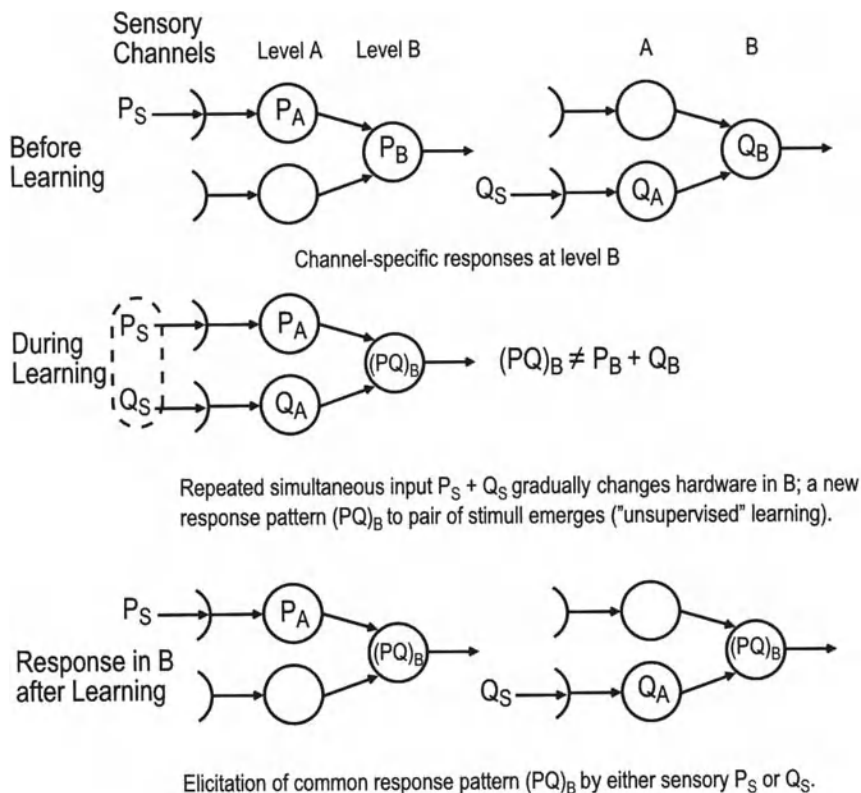 Sensory
Channels Level A Level B A B
P_S P_A
Before
Learning P_B Q_B
Q_S Q_A
Channel-specific responses at level B
P_S P_A
During
Learning (PQ)_B (PQ)_B ≠ P_B + Q_B
Q_S Q_A
Repeated simultaneous input P_S + Q_S gradually changes hardware in B; a new
response pattern (PQ)_B to pair of stimull emerges ("unsupervised" learning).
P_S P_A
Response in B
after Learning (PQ)_B (PQ)_B
Q_S Q_A
Elicitation of common response pattern (PQ)_B by either sensory P_S or Q_S.